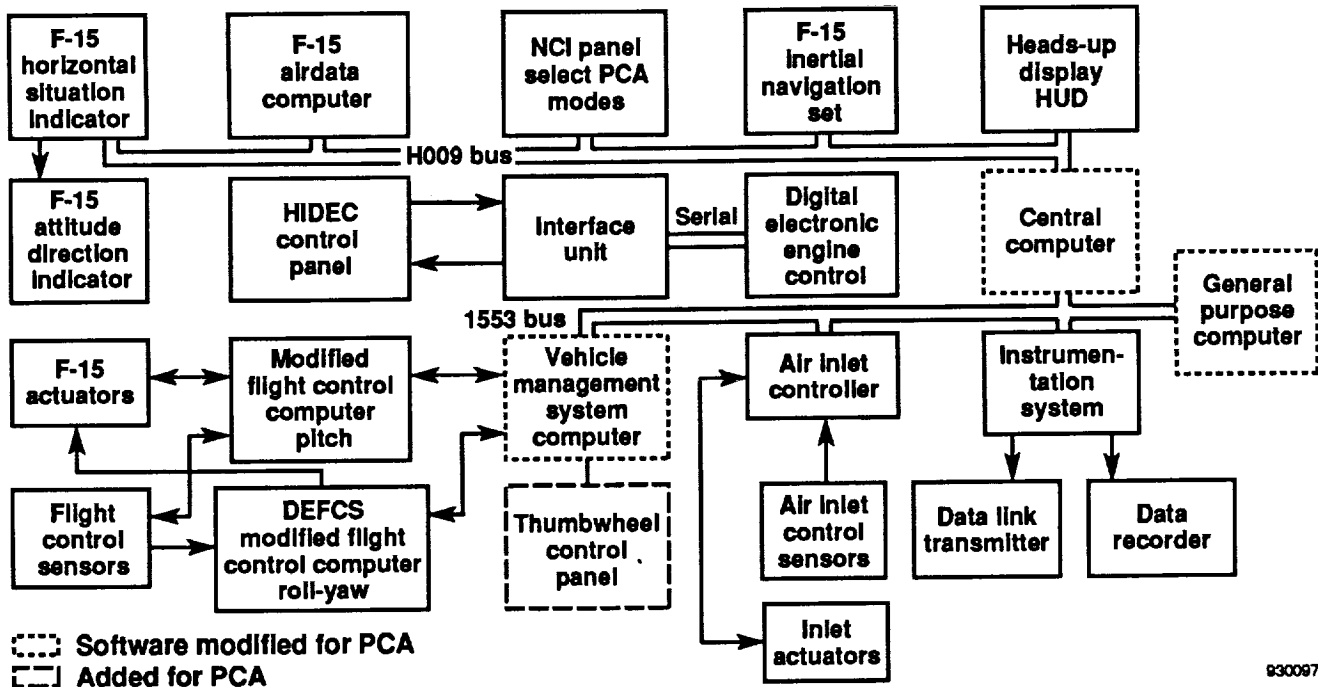 F-15
horizontal
situation
indicator
F-15
airdata
computer
NCI panel
select PCA
modes
F-15
inertial
navigation
set
Heads-up
display
HUD
H009 bus
F-15
attitude
direction
indicator
HIDEC
control
panel
Interface
unit
Serial
Digital
electronic
engine
control
Central
computer
General
purpose
computer
1553 bus
F-15
actuators
Modified
flight control
computer
pitch
Vehicle
management
system
computer
Air inlet
controller
Instrumen-
tation
system
Flight
control
sensors
DEFCS
modified flight
control computer
roll-yaw
Thumbwheel
control
panel
Air inlet
control
sensors
Data link
transmitter
Data
recorder
Inlet
actuators
Software modified for PCA
Added for PCA
930097